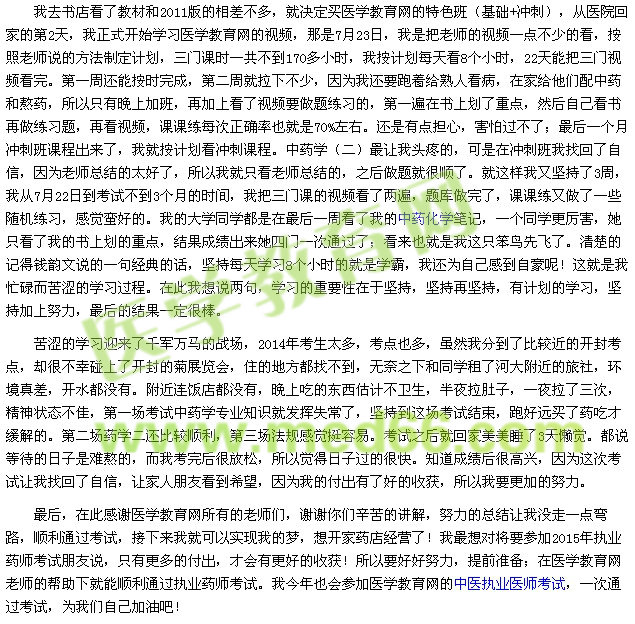 我去书店看了教材和2011版的相差不多，就决定买医学教育网的特色班（基础+冲刺），从医院回
家的第2天，我正式开始学习医学教育网的视频，那是7月23日，我是把老师的视频一点不少的看，按
照老师说的方法制定计划，三门课时一共不到170多小时，我按计划每天看8个小时，22天能把三门视
频看完。第一周还能按时完成，第二周就拉下不少，因为我还要跑着给熟人看病，在家给他们配中药
和熬药，所以只有晚上加班，再加上看了视频要做题练习的，第一遍在书上划了重点，然后自己看书
再做练习题，再看视频，课课练每次正确率也就是70%左右。还是有点担心，害怕过不了；最后一个月
冲刺班课程出来了，我就按计划看冲刺课程。中药学（二）最让我头疼的，可是在冲刺班我找回了自
信，因为老师总结的太好了，所以我就只看老师总结的，之后做题就很顺了。就这样我又坚持了3周，
我从7月22日到考试不到3个月的时间，我把三门课的视频看了两遍，题库做完了，课课练又做了一些
随机练习，感觉蛮好的。我的大学同学都是在最后一周看了我的中药化学笔记，一个同学更厉害，她
只看了我的书上划的重点，结果成绩出来她四门一次通过了；看来也就是我这只笨鸟先飞了。清楚的
记得钱韵文说的一句经典的话，坚持每天学习8个小时的就是学霸，我还为自己感到自蒙呢！这就是我
忙碌而苦涩的学习过程。在此我想说两句，学习的重要性在于坚持，坚持再坚持，有计划的学习，坚
持加上努力，最后的结果一定很棒。
苦涩的学习迎来了千军万马的战场，2014年考生太多，考点也多，虽然我分到了比较近的开封考
点，却很不幸碰上了开封的菊展览会，住的地方都找不到，无奈之下和同学租了河大附近的旅社，环
境真差，开水都没有。附近连饭店都没有，晚上吃的东西估计不卫生，半夜拉肚子，一夜拉了三次，
精神状态不佳，第一场考试中药学专业知识就发挥失常了，坚持到这场考试结束，跑好远买了药吃才
缓解的。第二场药学二还比较顺利，第三场法规感觉挺容易。考试之后就回家美美睡了3天懒觉。都说
等待的日子是难熬的，而我考完后很放松，所以觉得日子过的很快。知道成绩后很高兴，因为这次考
试让我找回了自信，让家人朋友看到希望，因为我的付出有了好的收获，所以我要更加的努力。
最后，在此感谢医学教育网所有的老师们，谢谢你们辛苦的讲解，努力的总结让我没走一点弯
路，顺利通过考试，接下来我就可以实现我的梦，想开家药店经营了！我最想对将要参加2015年执业
药师考试朋友说，只有更多的付出，才会有更好的收获！所以要好好努力，提前准备；在医学教育网
老师的帮助下就能顺利通过执业药师考试。我今年也会参加医学教育网的中医执业医师考试，一次通
过考试，为我们自己加油吧！
医学教育网
www.med66.com